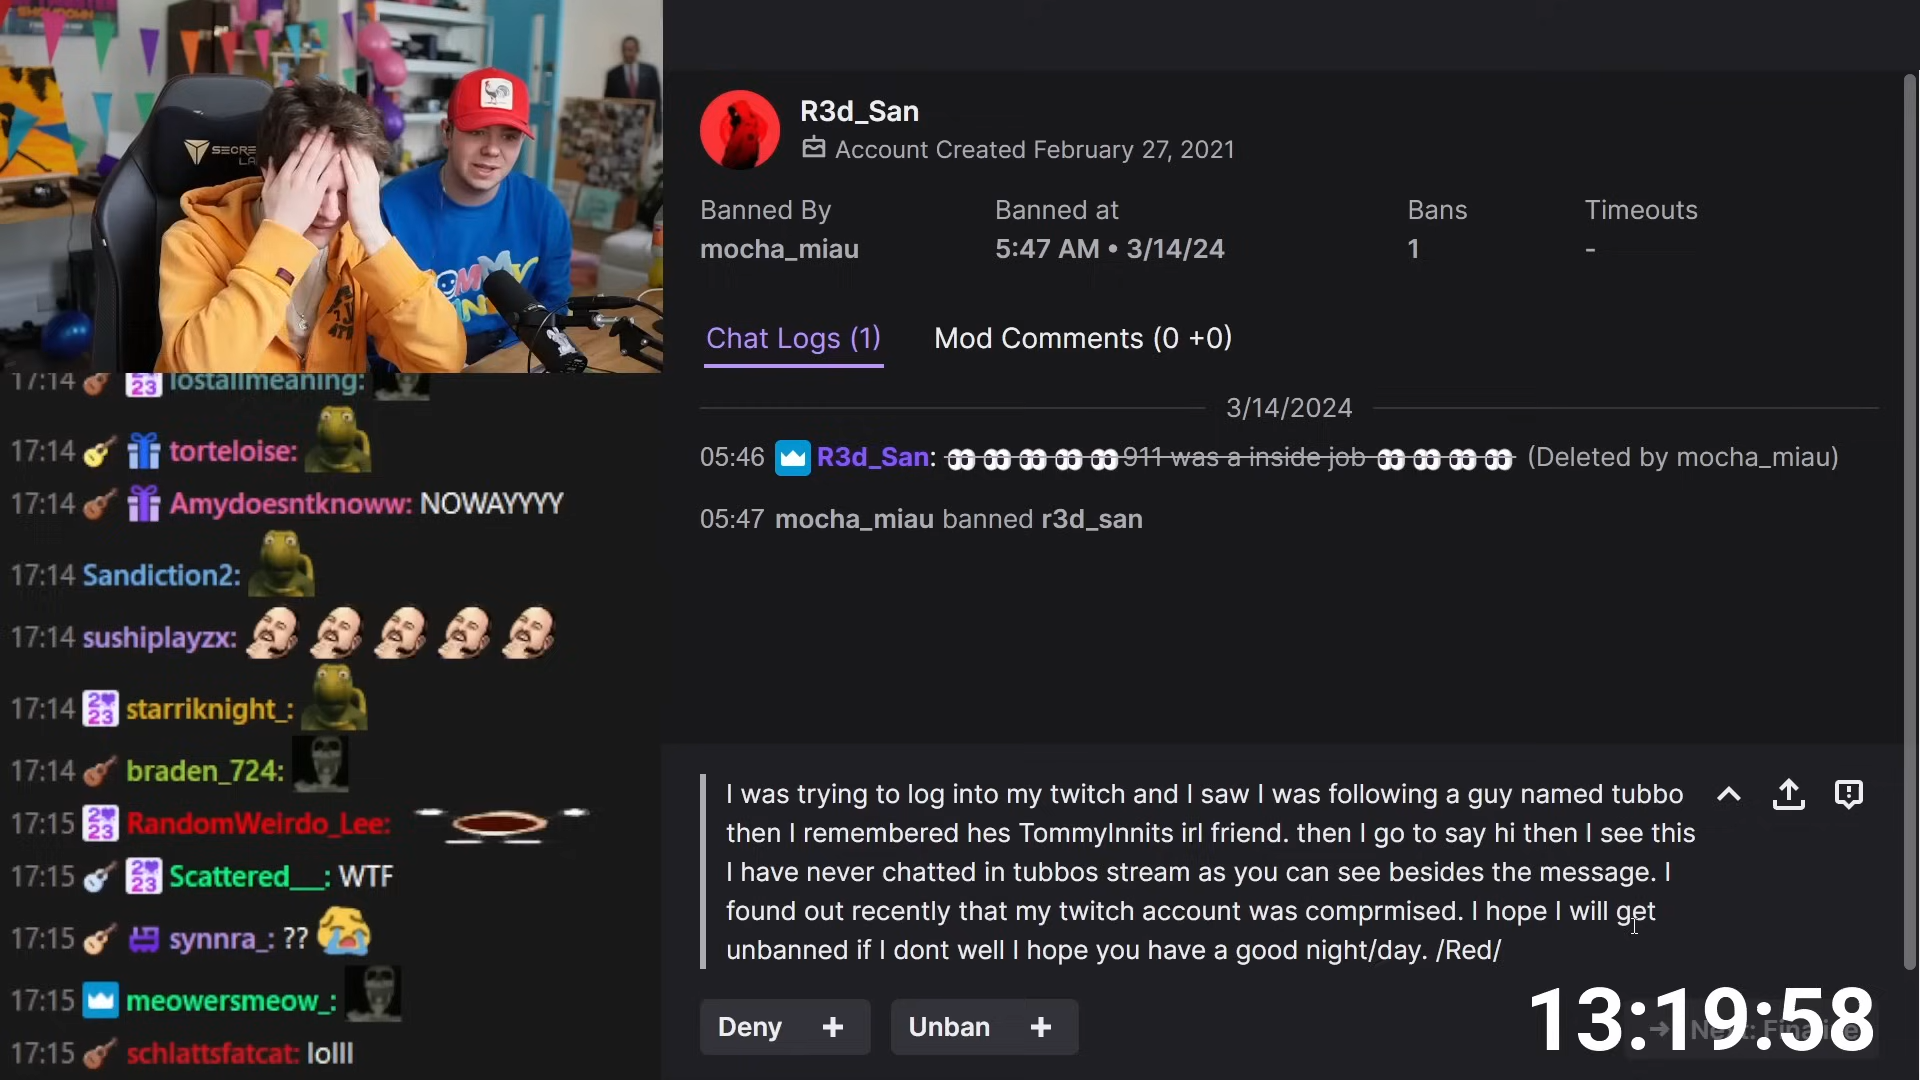 SECRE
LA
R3d_San
Account Created February 27, 2021
Banned By
Banned at
Bans
Timeouts
mocha_miau
5:47 AM • 3/14/24
1
-
Chat Logs (1)
Mod Comments (0 +0)
3/14/2024
05:46 R3d_San: 👀 👀 👀 👀 👀 911 was a inside job 👀 👀 👀 👀 (Deleted by mocha_miau)
05:47 mocha_miau banned r3d_san
17:14 lostallmeaning:
17:14 torteloise:
17:14 Amydoesntknoww: NOWAYYYY
17:14 Sandiction2:
17:14 sushiplayzx:
17:14 starriknight_:
17:14 braden_724:
17:15 RandomWeirdo_Lee:
17:15 Scattered___: WTF
17:15 synnra_: ?? 😭
17:15 meowersmeow_:
17:15 schlattsfatcat: lolll
I was trying to log into my twitch and I saw I was following a guy named tubbo
then I remembered hes TommyInnits irl friend. then I go to say hi then I see this
I have never chatted in tubbos stream as you can see besides the message. I
found out recently that my twitch account was comprmised. I hope I will get
unbanned if I dont well I hope you have a good night/day. /Red/
Deny +
Unban +
13:19:58